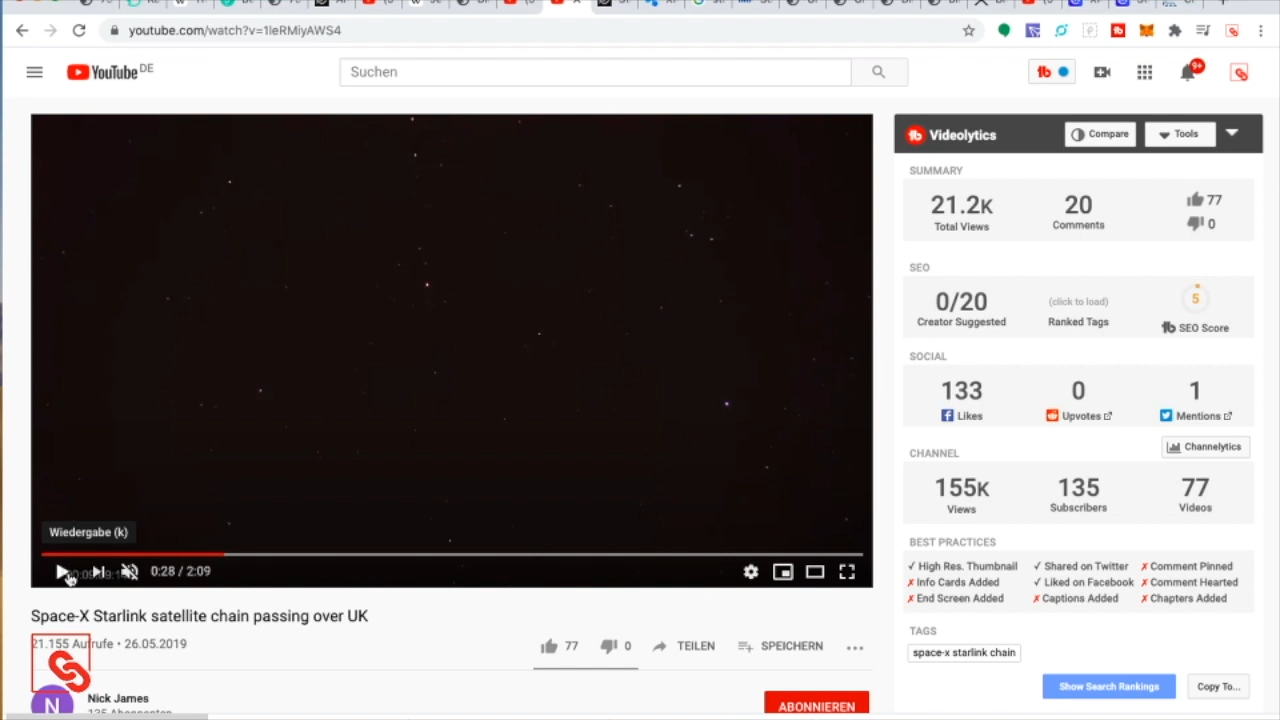 youtube.com/watch?v=1leRMiyAWS4
YouTube DE
Suchen
9+
Videolytics
Compare
Tools
SUMMARY
21.2K
Total Views
20
Comments
77
0
SEO
0/20
Creator Suggested
(click to load)
Ranked Tags
5
SEO Score
SOCIAL
133
Likes
0
Upvotes
1
Mentions
Channelytics
CHANNEL
155K
Views
135
Subscribers
77
Videos
BEST PRACTICES
✓ High Res. Thumbnail ✓ Shared on Twitter ✗ Comment Pinned
✗ Info Cards Added ✓ Liked on Facebook ✗ Comment Hearted
✗ End Screen Added ✗ Captions Added ✗ Chapters Added
TAGS
space-x starlink chain
Show Search Rankings
Copy To...
Wiedergabe (k)
0:28 / 2:09
Space-X Starlink satellite chain passing over UK
21.155 Aufrufe • 26.05.2019
77
0
TEILEN
SPEICHERN
N
Nick James
135 Abonnenten
ABONNIEREN